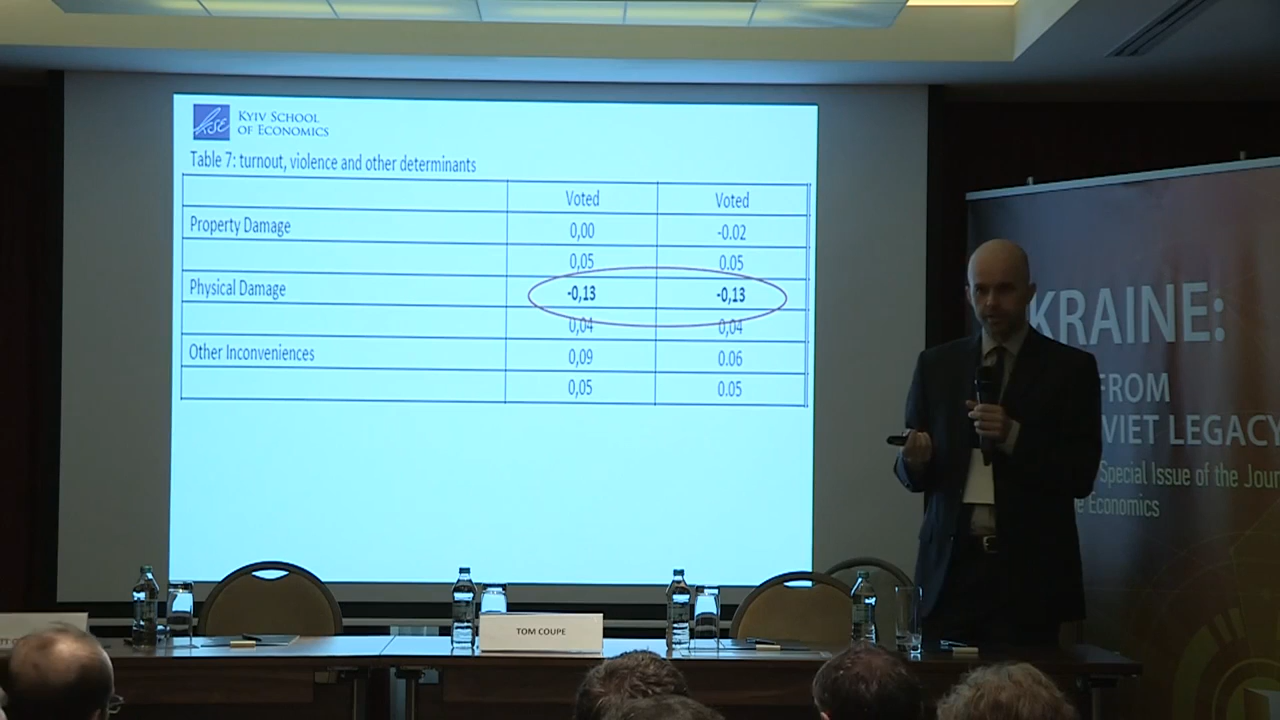 KYIV SCHOOL
OF ECONOMICS
Table 7: turnout, violence and other determinants
Voted Voted
Property Damage 0,00 -0.02
0,05 0.05
Physical Damage -0,13 -0,13
0,04 0,04
Other Inconveniences 0,09 0.06
0,05 0.05
KRAINE:
FROM
VIET LEGACY
Special Issue of the Jour
e Economics
TOM COUPE